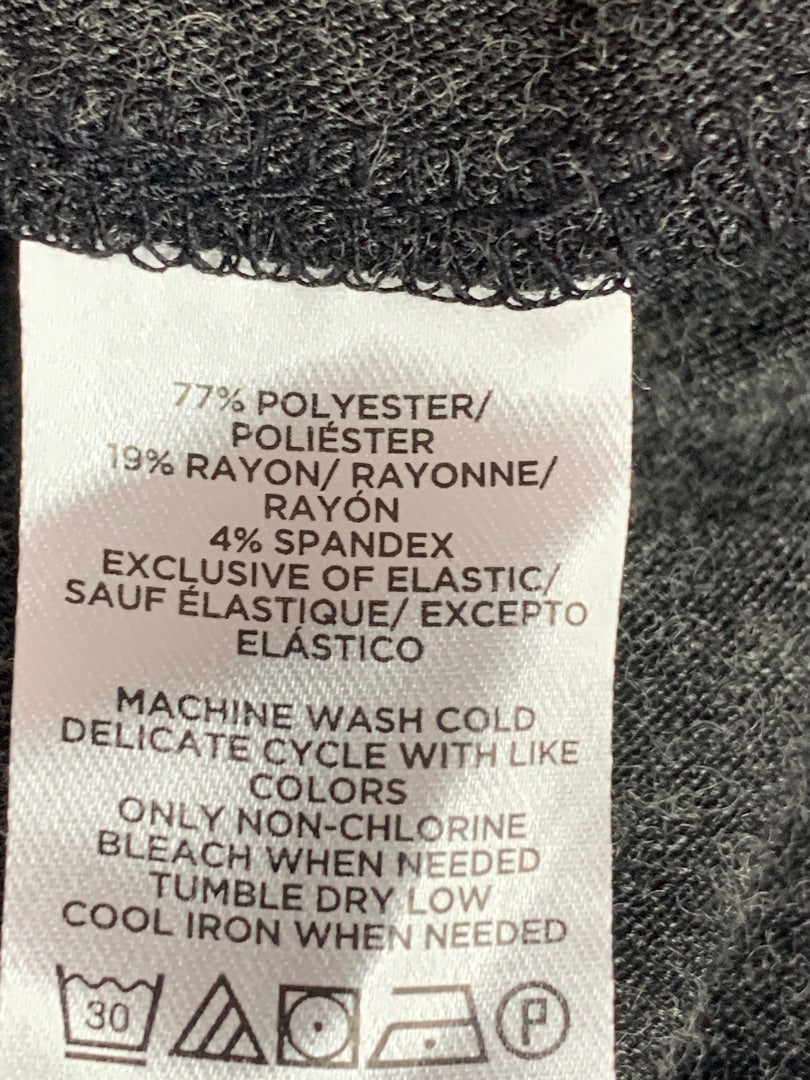 77% POLYESTER/
POLIÉSTER
19% RAYON/ RAYONNE/
RAYÓN
4% SPANDEX
EXCLUSIVE OF ELASTIC/
SAUF ÉLASTIQUE/ EXCEPTO
ELÁSTICO
MACHINE WASH COLD
DELICATE CYCLE WITH LIKE
COLORS
ONLY NON-CHLORINE
BLEACH WHEN NEEDED
TUMBLE DRY LOW
COOL IRON WHEN NEEDED
30 P